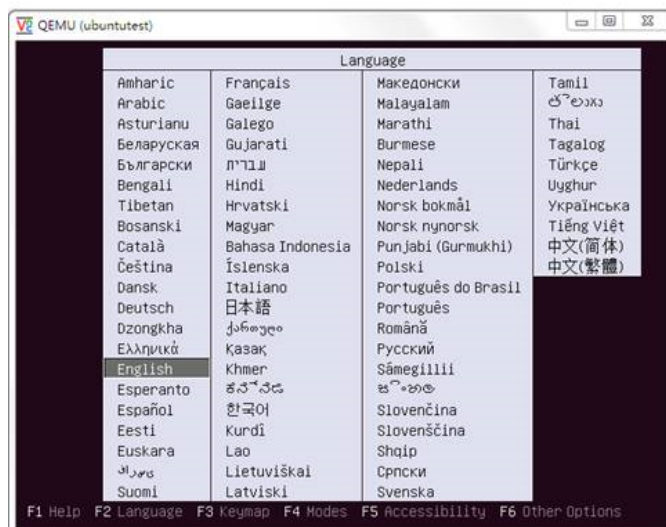 QEMU (ubuntutest)
Language
Amharic
Arabic
Asturianu
Беларуская
Български
Bengali
Tibetan
Bosanski
Català
Čeština
Dansk
Deutsch
Dzongkha
Ελληνικά
English
Esperanto
Español
Eesti
Euskara
Suomi
Français
Gaeilge
Galego
Gujarati
עברית
Hindi
Hrvatski
Magyar
Bahasa Indonesia
Íslenska
Italiano
日本語
ქართული
Қазақ
Khmer
ಕನ್ನಡ
한국어
Kurdî
Lao
Lietuviškai
Latviski
Македонски
Malayalam
Marathi
Burmese
Nepali
Nederlands
Norsk bokmål
Norsk nynorsk
Punjabi (Gurmukhi)
Polski
Português do Brasil
Português
Română
Русский
Sámegillii
සිංහල
Slovenčina
Slovenščina
Shqip
Српски
Svenska
Tamil
తెలుగు
Thai
Tagalog
Türkçe
Uyghur
Українська
Tiếng Việt
中文(简体)
中文(繁體)
F1 Help F2 Language F3 Keymap F4 Modes F5 Accessibility F6 Other Options